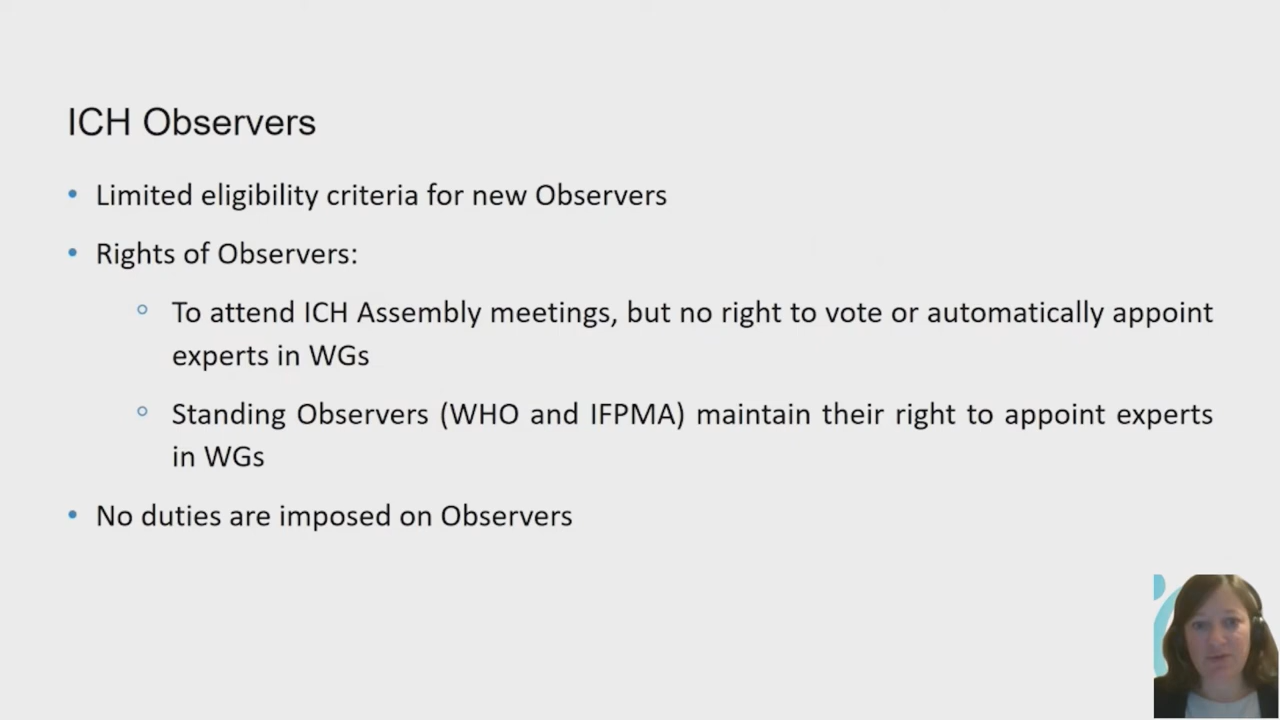 ICH Observers
• Limited eligibility criteria for new Observers
• Rights of Observers:
○ To attend ICH Assembly meetings, but no right to vote or automatically appoint
experts in WGs
○ Standing Observers (WHO and IFPMA) maintain their right to appoint experts
in WGs
• No duties are imposed on Observers